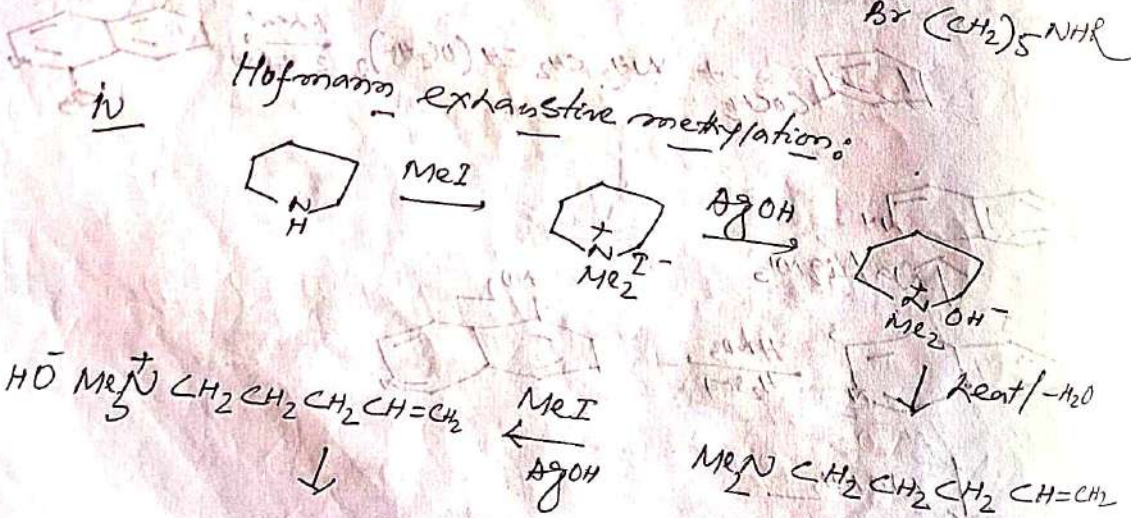 Br (CH2)5 NHR
iv Hofmann exhaustive methylation:
N
H
MeI
+
N I-
Me2
AgOH
+
N OH-
Me2
heat/-H2O
HO- Me3N+ CH2CH2CH2CH=CH2
MeI
AgOH
Me2N CH2CH2CH2 CH=CH2